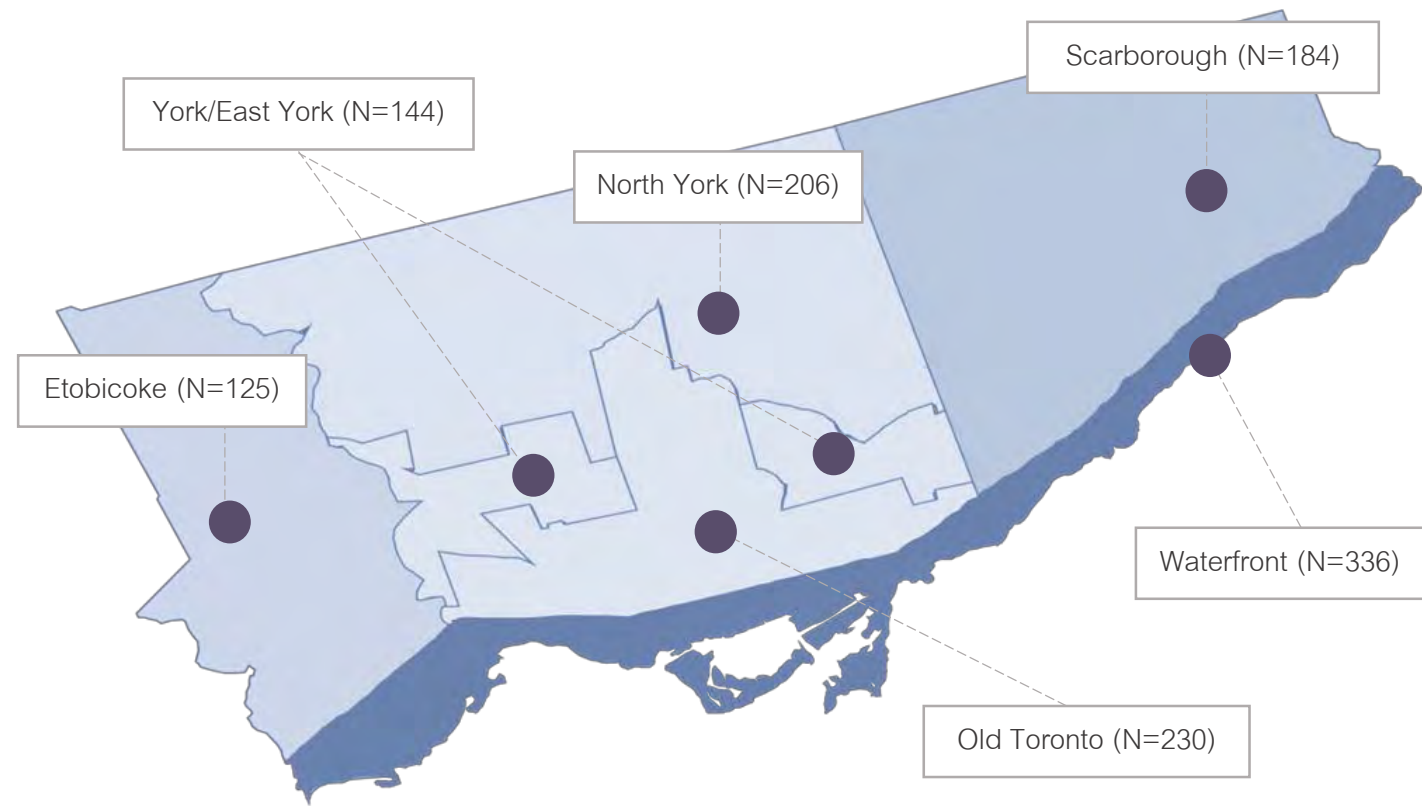 Scarborough (N=184)
York/East York (N=144)
North York (N=206)
Etobicoke (N=125)
Waterfront (N=336)
Old Toronto (N=230)